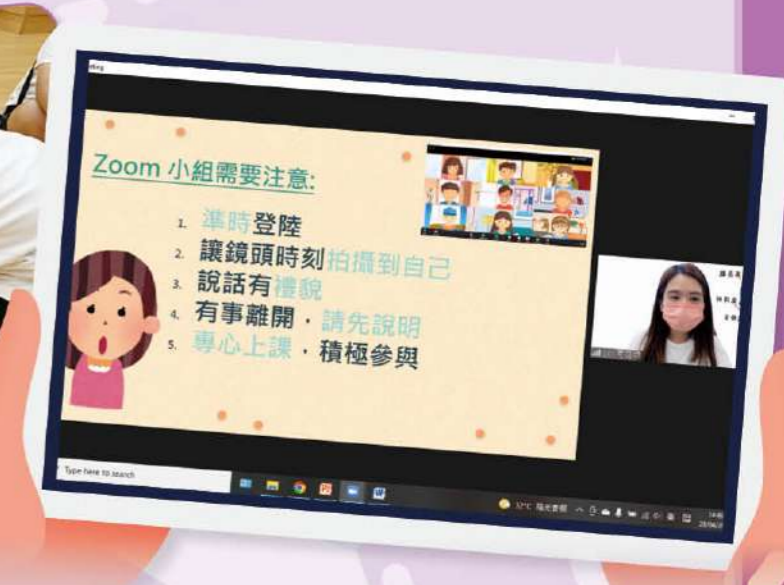 Zoom 小組需要注意:
1. 準時登陸
2. 讓鏡頭時刻拍攝到自己
3. 說話有禮貌
4. 有事離開，請先說明
5. 專心上課，積極參與
Type here to search
32°C